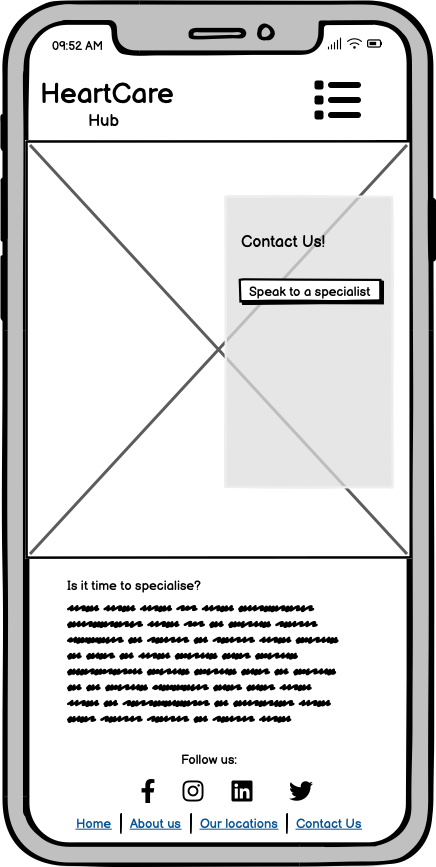 09:52 AM
HeartCare
Hub
Contact Us!
Speak to a specialist
Is it time to specialise?
Follow us:
Home | About us | Our locations | Contact Us